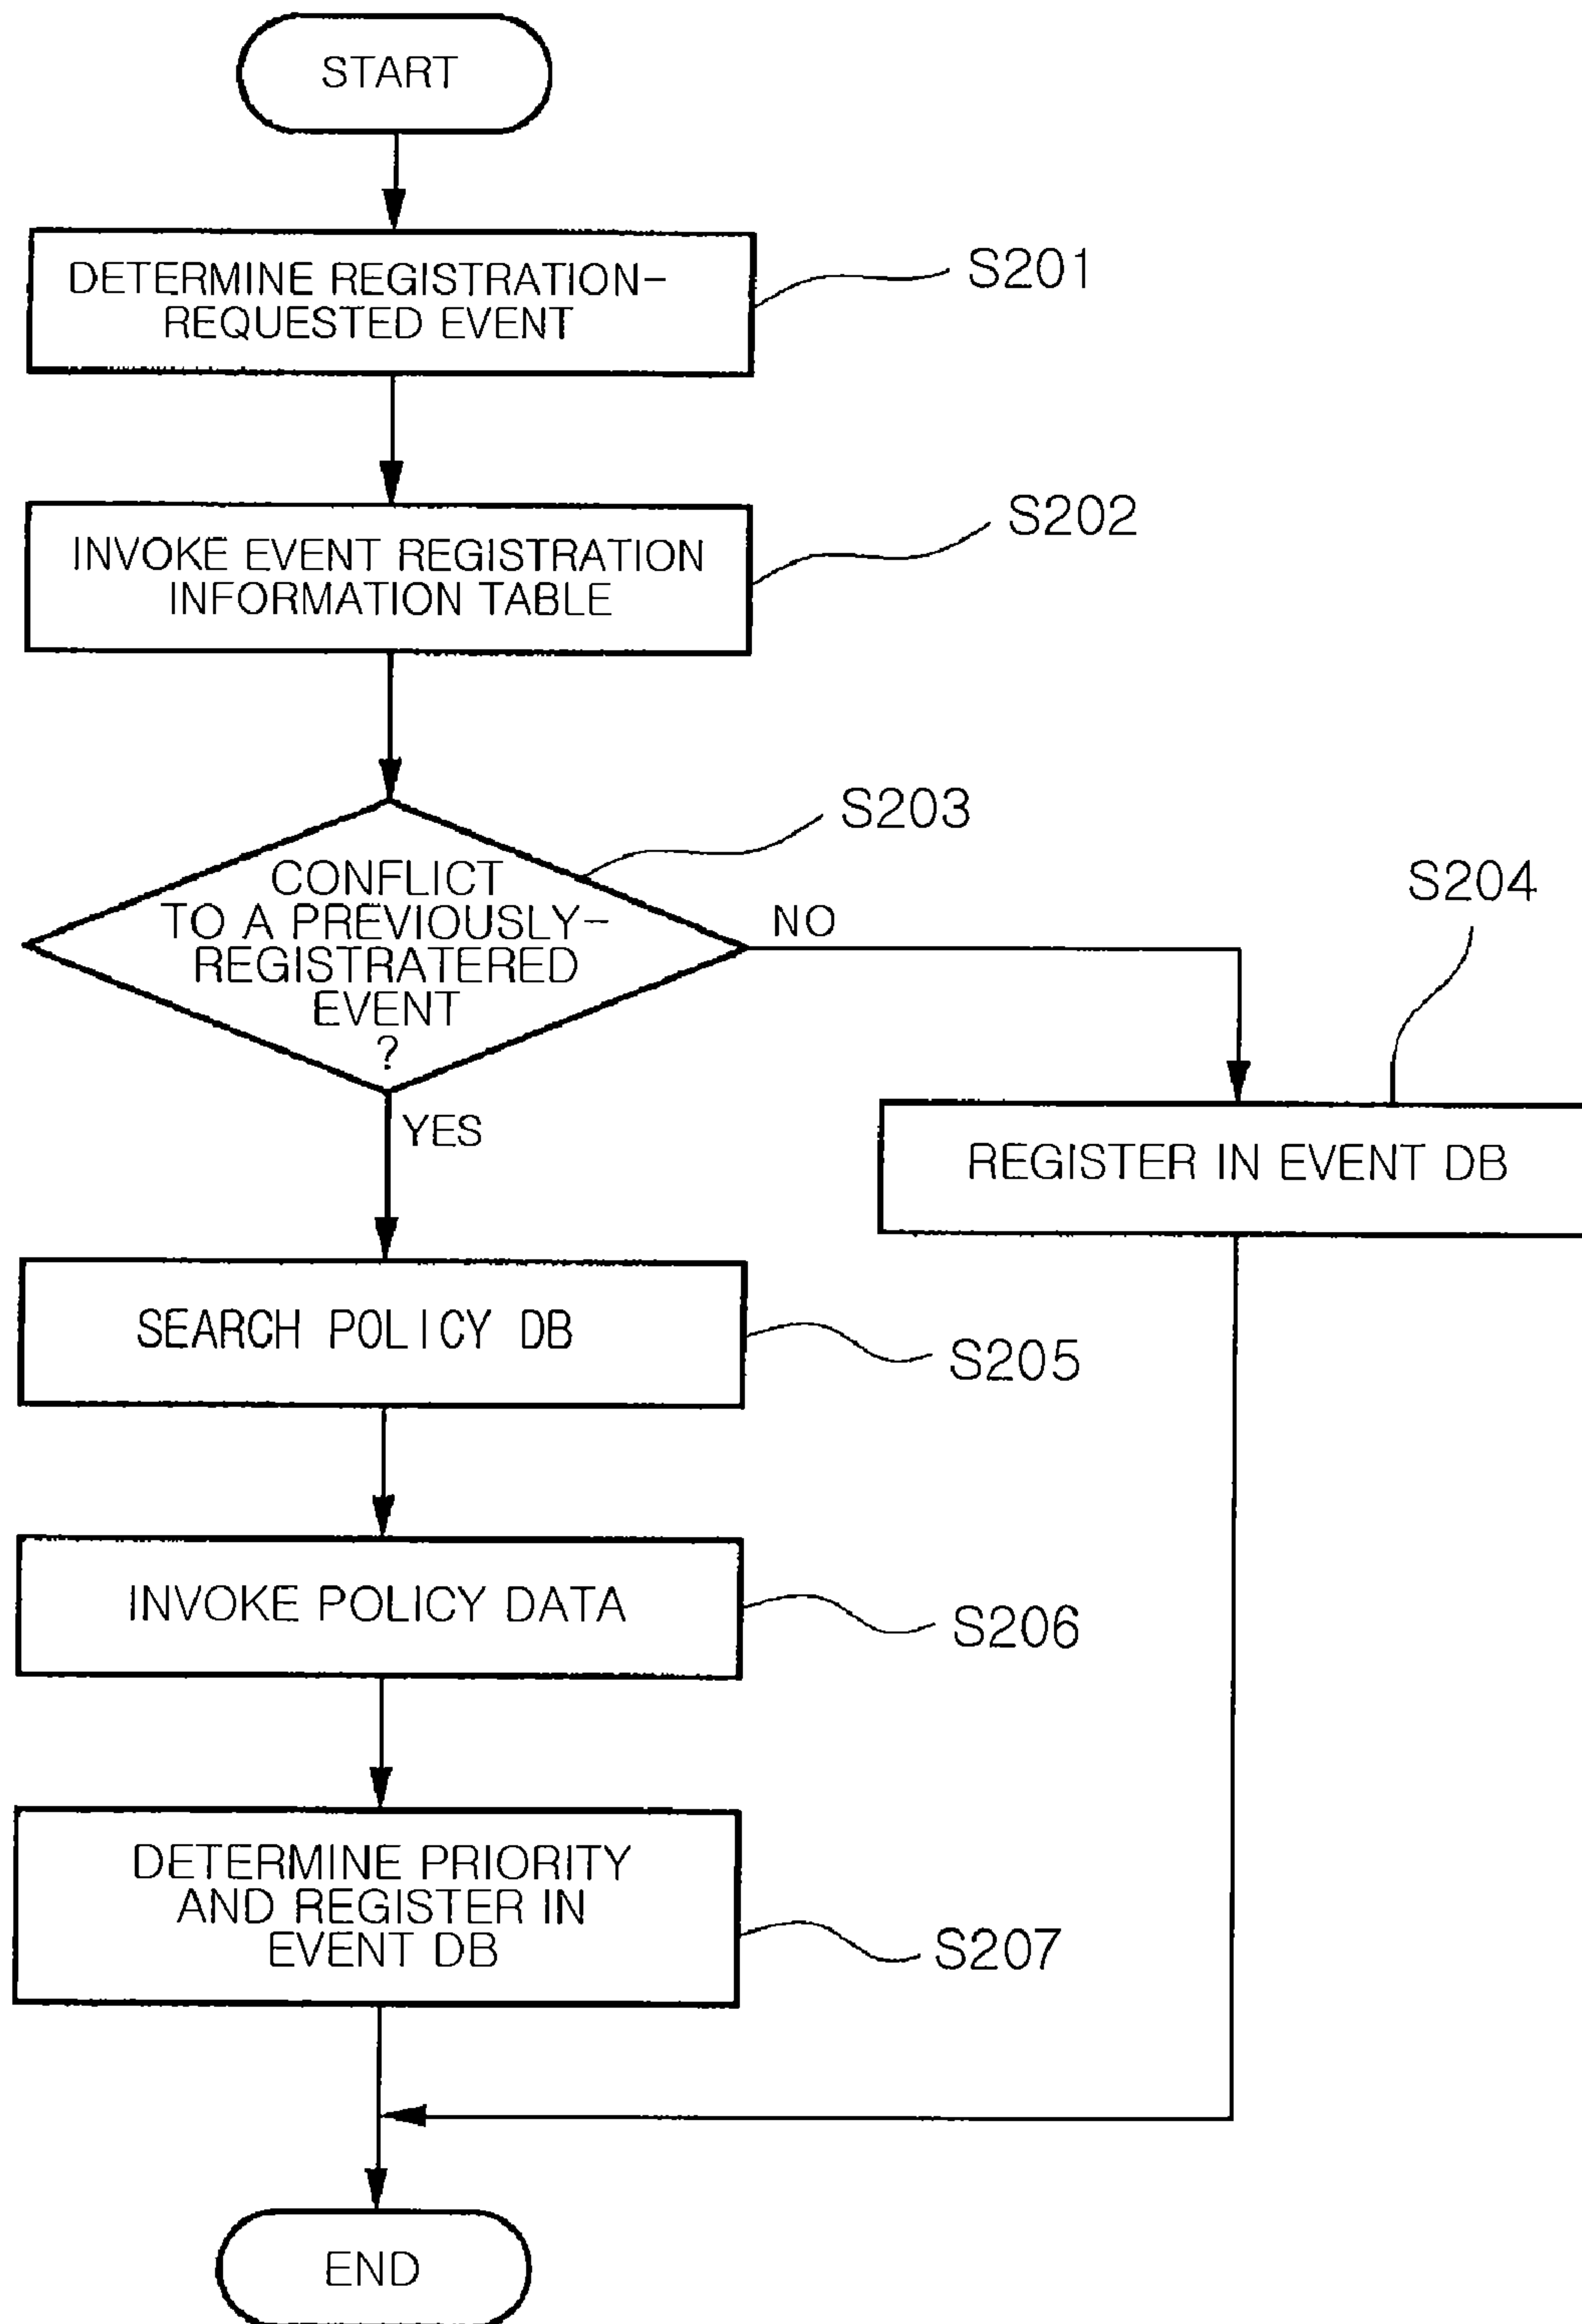 START
DETERMINE REGISTRATION-
REQUESTED EVENT
S201
INVOKE EVENT REGISTRATION
INFORMATION TABLE
S202
CONFLICT
TO A PREVIOUSLY-
REGISTRATERED
EVENT
?
S203
NO
YES
S204
REGISTER IN EVENT DB
SEARCH POLICY DB
S205
INVOKE POLICY DATA
S206
DETERMINE PRIORITY
AND REGISTER IN
EVENT DB
S207
END